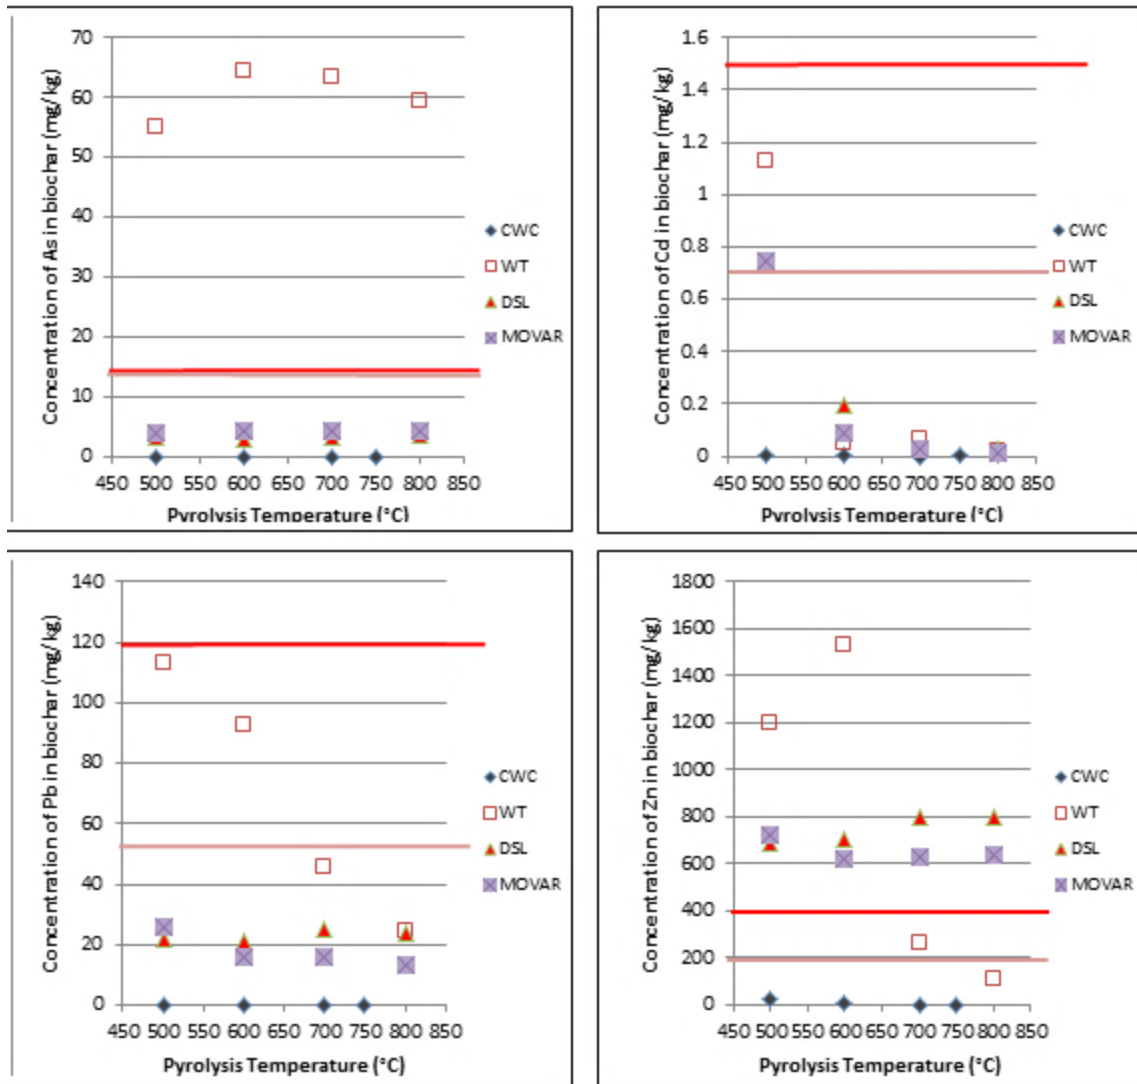 Concentration of As in biochar (mg/kg)
70
60
50
40
30
20
10
0
450 500 550 600 650 700 750 800 850
Pyrolysis Temperature (°C)
CWC
WT
DSL
MOVAR
Concentration of Cd in biochar (mg/kg)
1.6
1.4
1.2
1
0.8
0.6
0.4
0.2
0
450 500 550 600 650 700 750 800 850
Pyrolysis Temperature (°C)
CWC
WT
DSL
MOVAR
Concentration of Pb in biochar (mg/kg)
140
120
100
80
60
40
20
0
450 500 550 600 650 700 750 800 850
Pyrolysis Temperature (°C)
CWC
WT
DSL
MOVAR
Concentration of Zn in biochar (mg/kg)
1800
1600
1400
1200
1000
800
600
400
200
0
450 500 550 600 650 700 750 800 850
Pyrolysis Temperature (°C)
CWC
WT
DSL
MOVAR